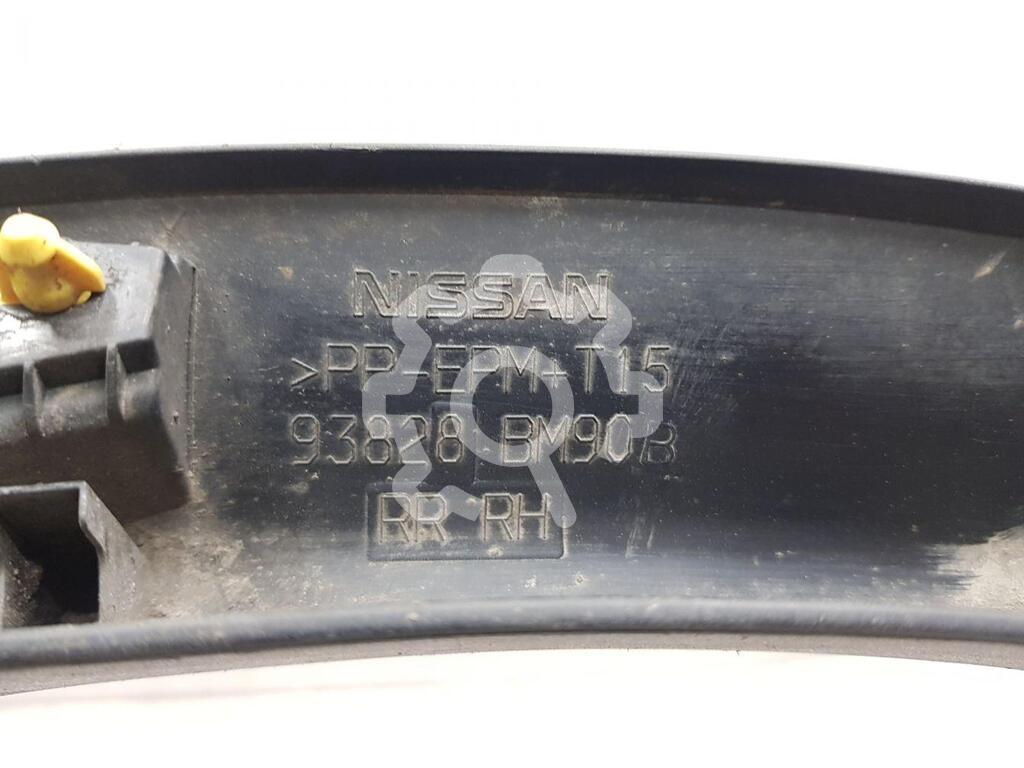 NISSAN
>PP-EPM-T15
93828 BM90B
RR RH